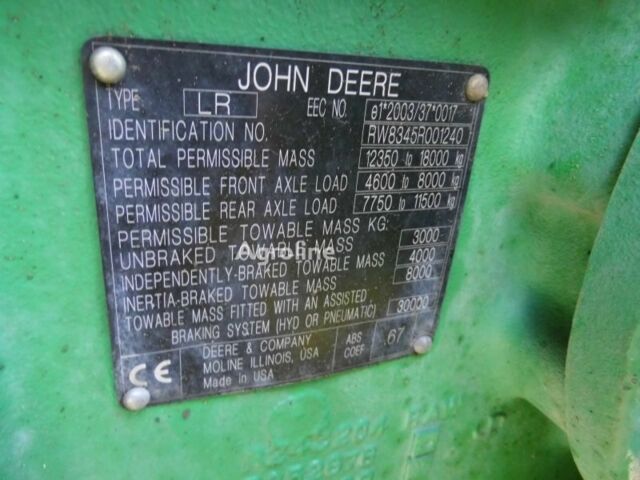 JOHN DEERE
TYPE LR EEC NO. e1*2003/37*0017
IDENTIFICATION NO. RW8345R001240
TOTAL PERMISSIBLE MASS 12350 to 18000 kg
PERMISSIBLE FRONT AXLE LOAD 4600 to 8000 kg
PERMISSIBLE REAR AXLE LOAD 7750 to 11500 kg
PERMISSIBLE TOWABLE MASS KG:
UNBRAKED TOWABLE MASS 3000
INDEPENDENTLY-BRAKED TOWABLE MASS 4000
INERTIA-BRAKED TOWABLE MASS 8000
TOWABLE MASS FITTED WITH AN ASSISTED
BRAKING SYSTEM (HYD OR PNEUMATIC) 30000
CE
DEERE & COMPANY
MOLINE ILLINOIS, USA
Made in USA
ABS
COEF .67
Agroline